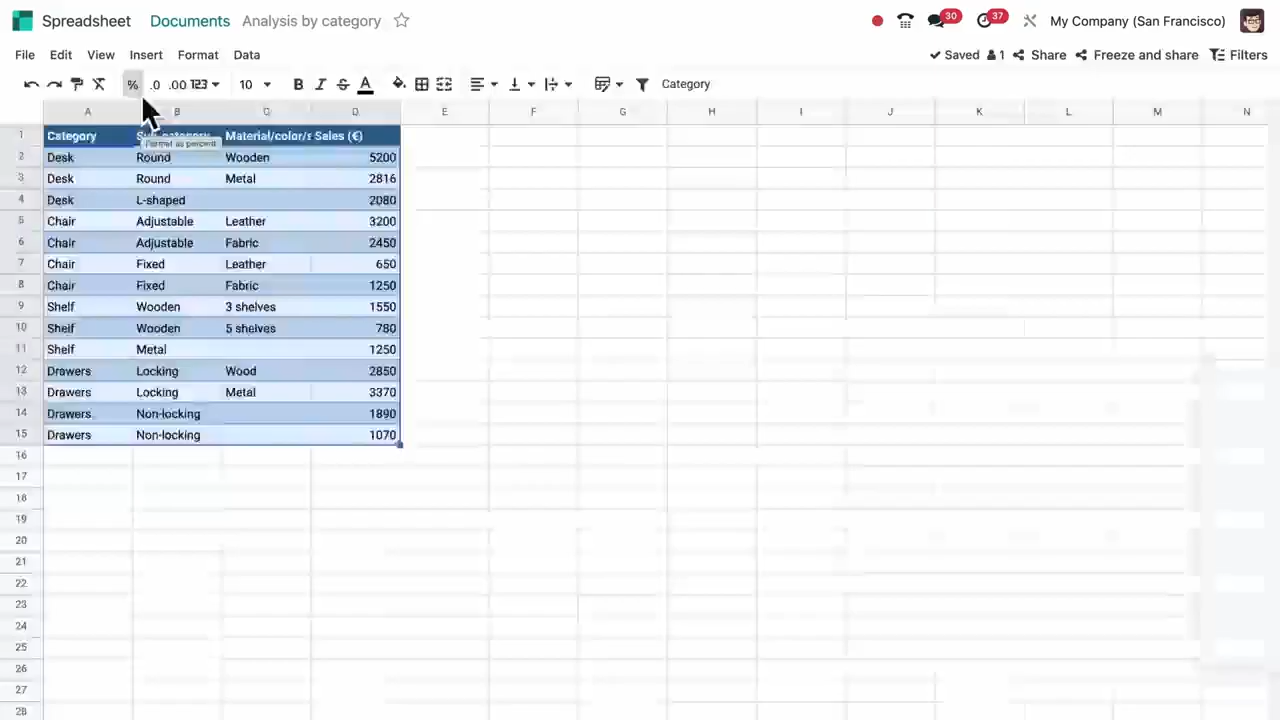 Spreadsheet Documents Analysis by category 30 37 My Company (San Francisco)
File Edit View Insert Format Data Saved 1 Share Freeze and share Filters
% .0 .00 123 10 B I S A Category
A B C D E F G H I J K L M N
1 Category Sub-category Material/color/s Sales (€)
Format as percent
2 Desk Round Wooden 5200
3 Desk Round Metal 2816
4 Desk L-shaped 2080
5 Chair Adjustable Leather 3200
6 Chair Adjustable Fabric 2450
7 Chair Fixed Leather 650
8 Chair Fixed Fabric 1250
9 Shelf Wooden 3 shelves 1550
10 Shelf Wooden 5 shelves 780
11 Shelf Metal 1250
12 Drawers Locking Wood 2850
13 Drawers Locking Metal 3370
14 Drawers Non-locking 1890
15 Drawers Non-locking 1070
16
17
18
19
20
21
22
23
24
25
26
27
28